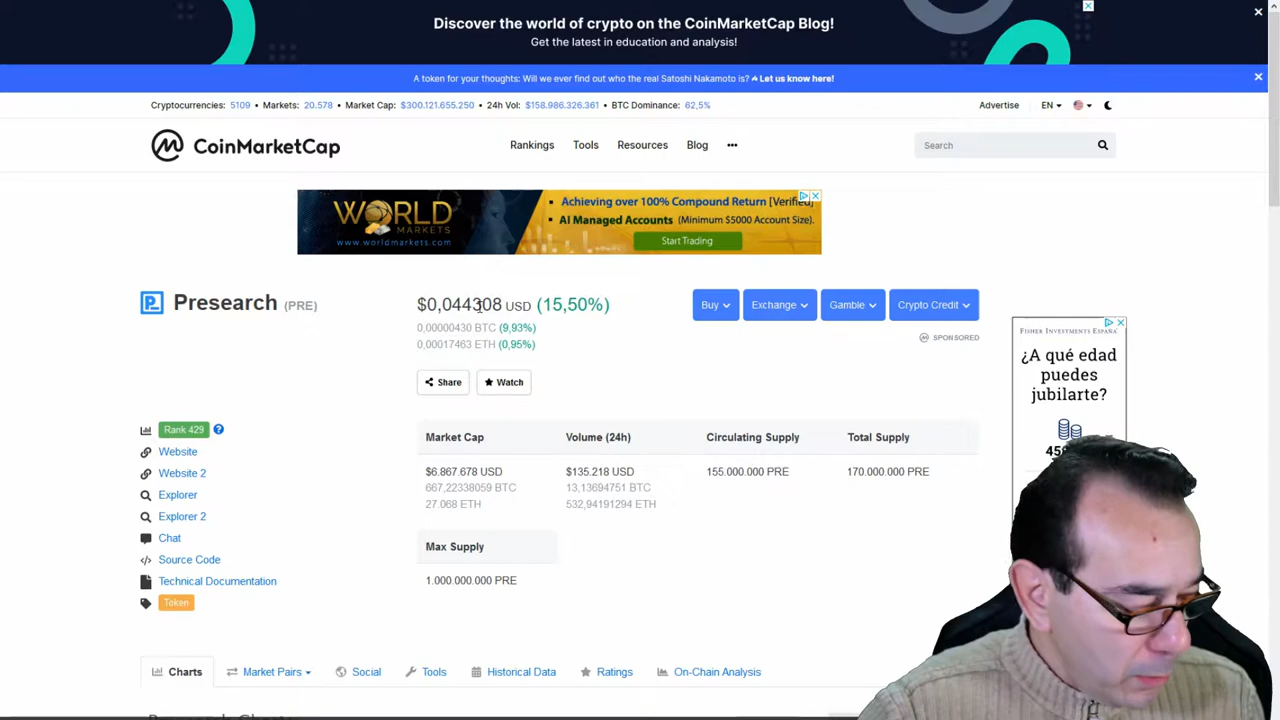 Discover the world of crypto on the CoinMarketCap Blog!
Get the latest in education and analysis!
A token for your thoughts: Will we ever find out who the real Satoshi Nakamoto is? Let us know here!
Cryptocurrencies: 5109 • Markets: 20.578 • Market Cap: $300.121.655.250 • 24h Vol: $158.986.326.361 • BTC Dominance: 62,5%
Advertise EN
CoinMarketCap
Rankings Tools Resources Blog •••
Search
WORLD MARKETS
www.worldmarkets.com
Achieving over 100% Compound Return [Verified]
AI Managed Accounts (Minimum $5000 Account Size).
Start Trading
Presearch (PRE)
$0,044308 USD (15,50%)
0,00000430 BTC (9,93%)
0,00017463 ETH (0,95%)
Buy Exchange Gamble Crypto Credit
SPONSORED
Share Watch
Rank 429
Website
Website 2
Explorer
Explorer 2
Chat
Source Code
Technical Documentation
Token
Market Cap Volume (24h) Circulating Supply Total Supply
$6.867.678 USD $135.218 USD 155.000.000 PRE 170.000.000 PRE
667,22338059 BTC 13,13694751 BTC
27.068 ETH 532,94191294 ETH
Max Supply
1.000.000.000 PRE
FISHER INVESTMENTS ESPAÑA
¿A qué edad
puedes
jubilarte?
Charts Market Pairs Social Tools Historical Data Ratings On-Chain Analysis